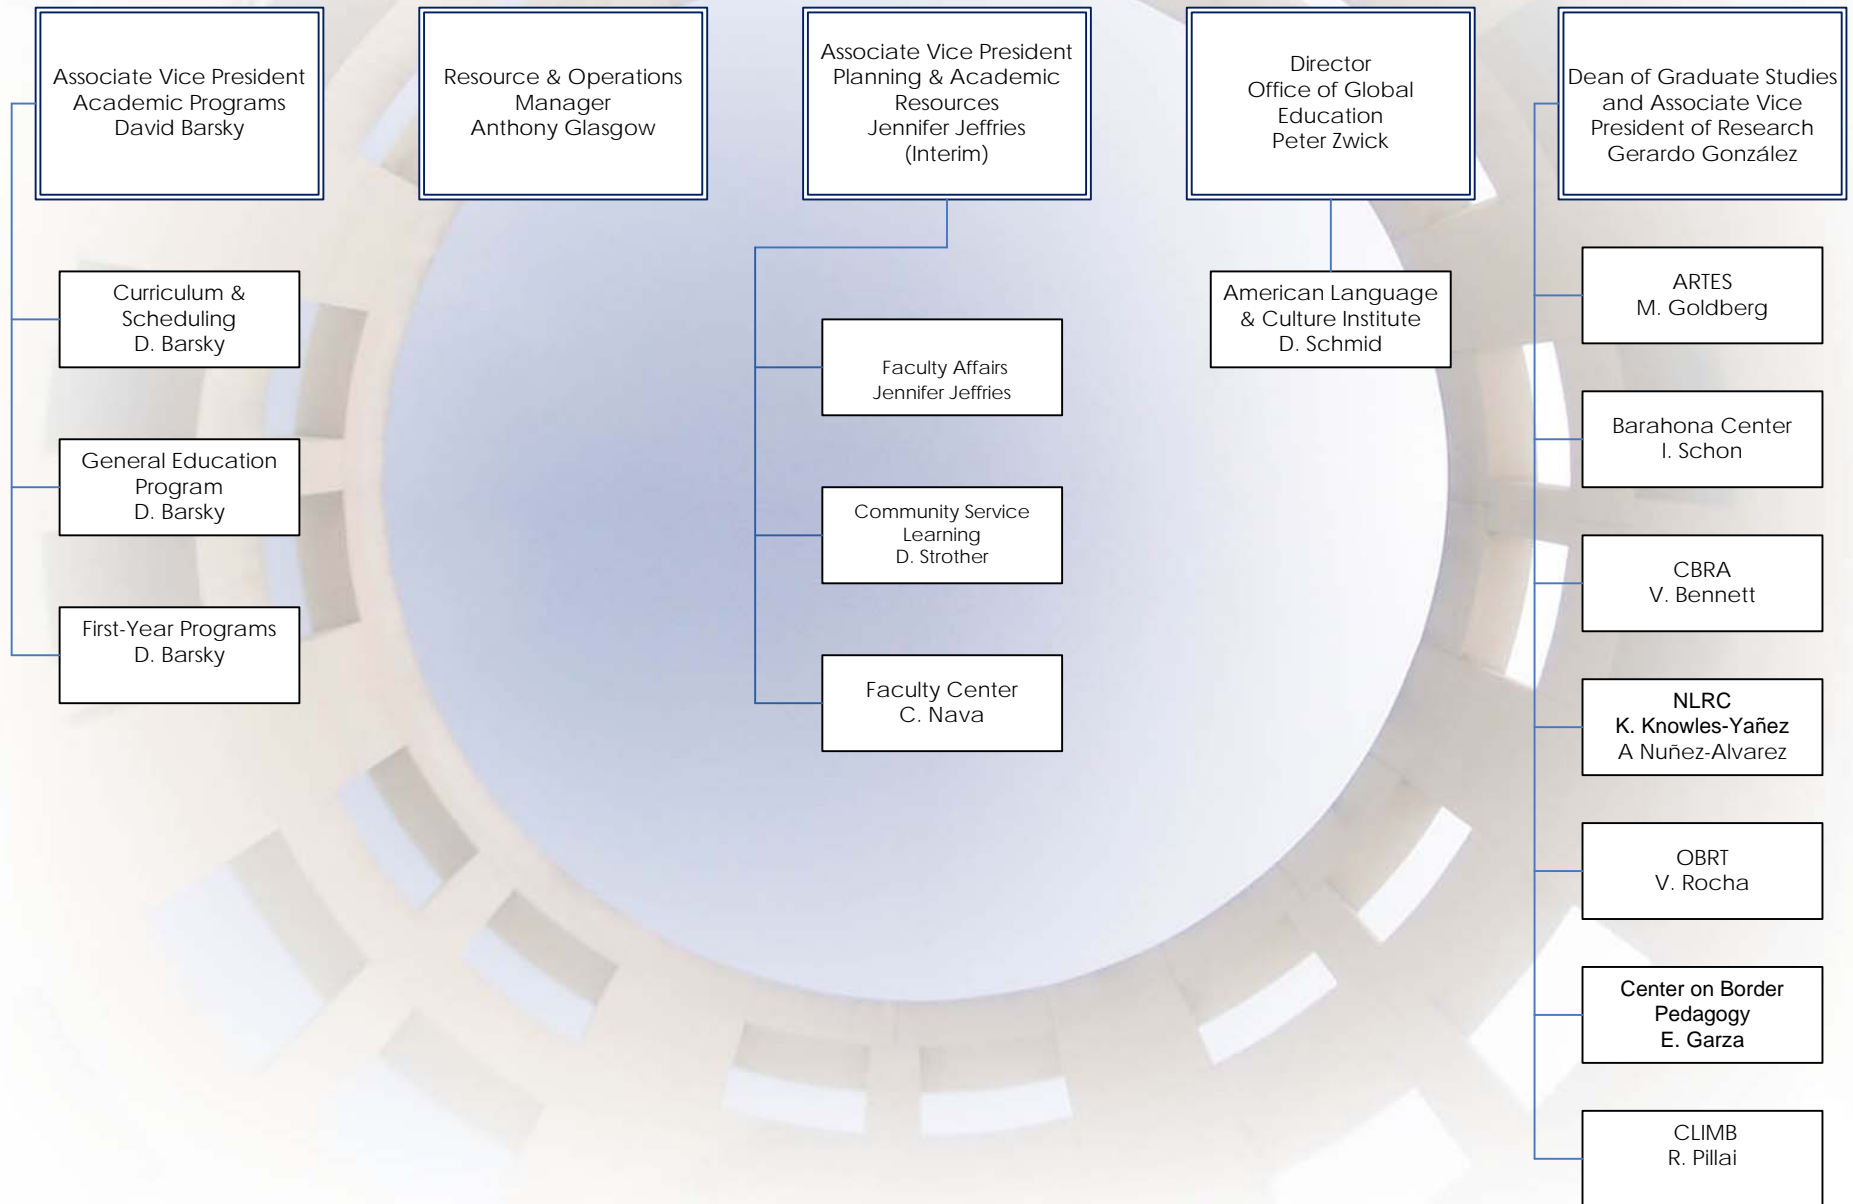 Associate Vice President
Academic Programs
David Barsky
Curriculum &
Scheduling
D. Barsky
General Education
Program
D. Barsky
First-Year Programs
D. Barsky
Resource & Operations
Manager
Anthony Glasgow
Associate Vice President
Planning & Academic
Resources
Jennifer Jeffries
(Interim)
Faculty Affairs
Jennifer Jeffries
Community Service
Learning
D. Strother
Faculty Center
C. Nava
Director
Office of Global
Education
Peter Zwick
American Language
& Culture Institute
D. Schmid
Dean of Graduate Studies
and Associate Vice
President of Research
Gerardo González
ARTES
M. Goldberg
Barahona Center
I. Schon
CBRA
V. Bennett
NLRC
K. Knowles-Yañez
A Nuñez-Alvarez
OBRT
V. Rocha
Center on Border
Pedagogy
E. Garza
CLIMB
R. Pillai